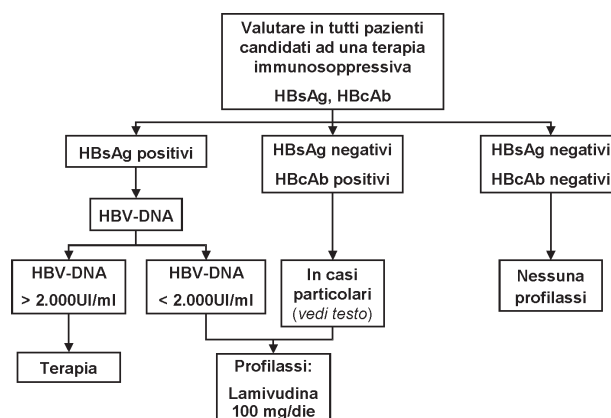 Valutare in tutti pazienti
candidati ad una terapia
immunosoppressiva
HBsAg, HBcAb
HBsAg positivi
HBsAg negativi
HBcAb positivi
HBsAg negativi
HBcAb negativi
HBV-DNA
HBV-DNA
> 2.000UI/ml
HBV-DNA
< 2.000UI/ml
In casi
particolari
(vedi testo)
Nessuna
profilassi
Terapia
Profilassi:
Lamivudina
100 mg/die